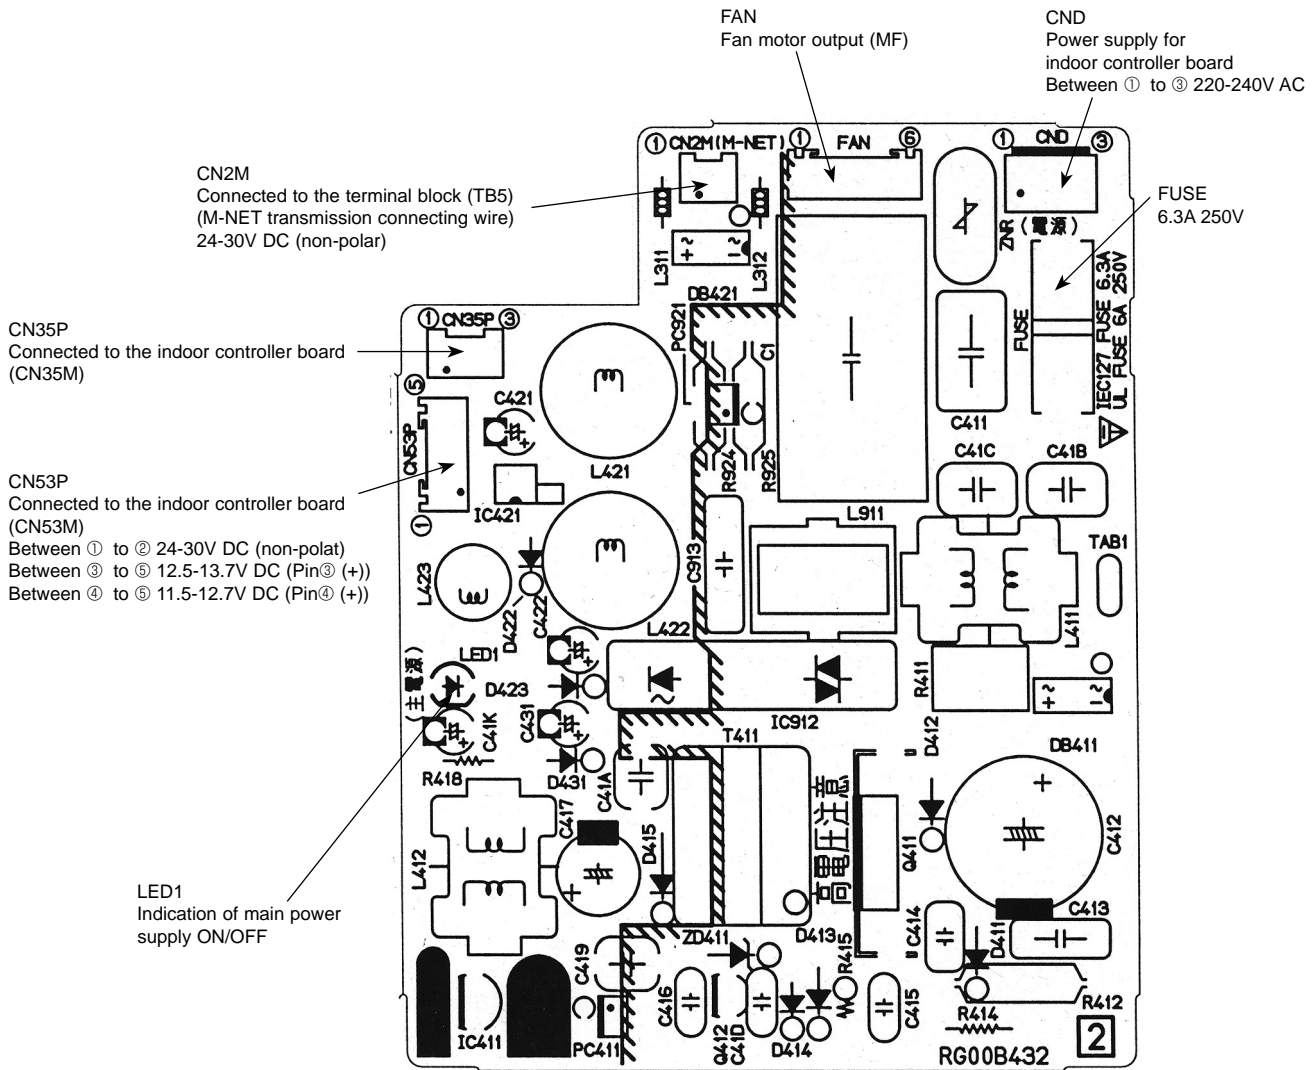 FAN
Fan motor output (MF)
CND
Power supply for
indoor controller board
Between ① to ③ 220-240V AC
CN2M
Connected to the terminal block (TB5)
(M-NET transmission connecting wire)
24-30V DC (non-polar)
FUSE
6.3A 250V
CN35P
Connected to the indoor controller board
(CN35M)
CN53P
Connected to the indoor controller board
(CN53M)
Between ① to ② 24-30V DC (non-polat)
Between ③ to ⑤ 12.5-13.7V DC (Pin③ (+))
Between ④ to ⑤ 11.5-12.7V DC (Pin④ (+))
LED1
Indication of main power
supply ON/OFF
① CN2M(M-NET)
① FAN ⑥
① CND ③
ZNR (電源)
L311
L312
DB421
① CN35P ③
PC921
C1
FUSE
IEC127 FUSE 6.3A 250V
UL FUSE 6A 250V
⑤
CN53P
①
C421
L421
R924
R925
C411
C41C
C41B
IC421
L911
TAB1
L423
D422
C422
C913
L411
L422
LED1
(主電源)
D423
R411
C41K
C431
IC912
D412
T411
DB411
R418
D431
C41A
C417
D415
高電圧注意
Q411
C412
L412
C414
C413
ZD411
D413
R415
D411
C419
C416
C415
R412
IC411
PC411
Q412
C41D
D414
R414
RG00B432
2